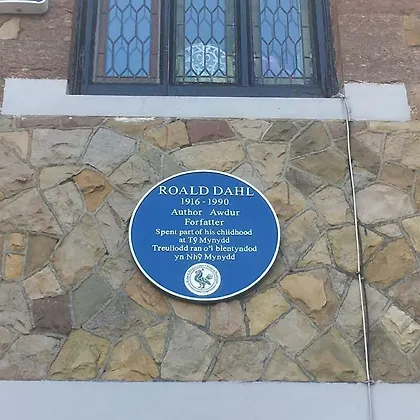 ROALD DAHL
1916 - 1990
Author Awdur
Forfatter
Spent part of his childhood
at Tŷ Mynydd
Treuliodd ran o'i blentyndod
yn Nhŷ Mynydd